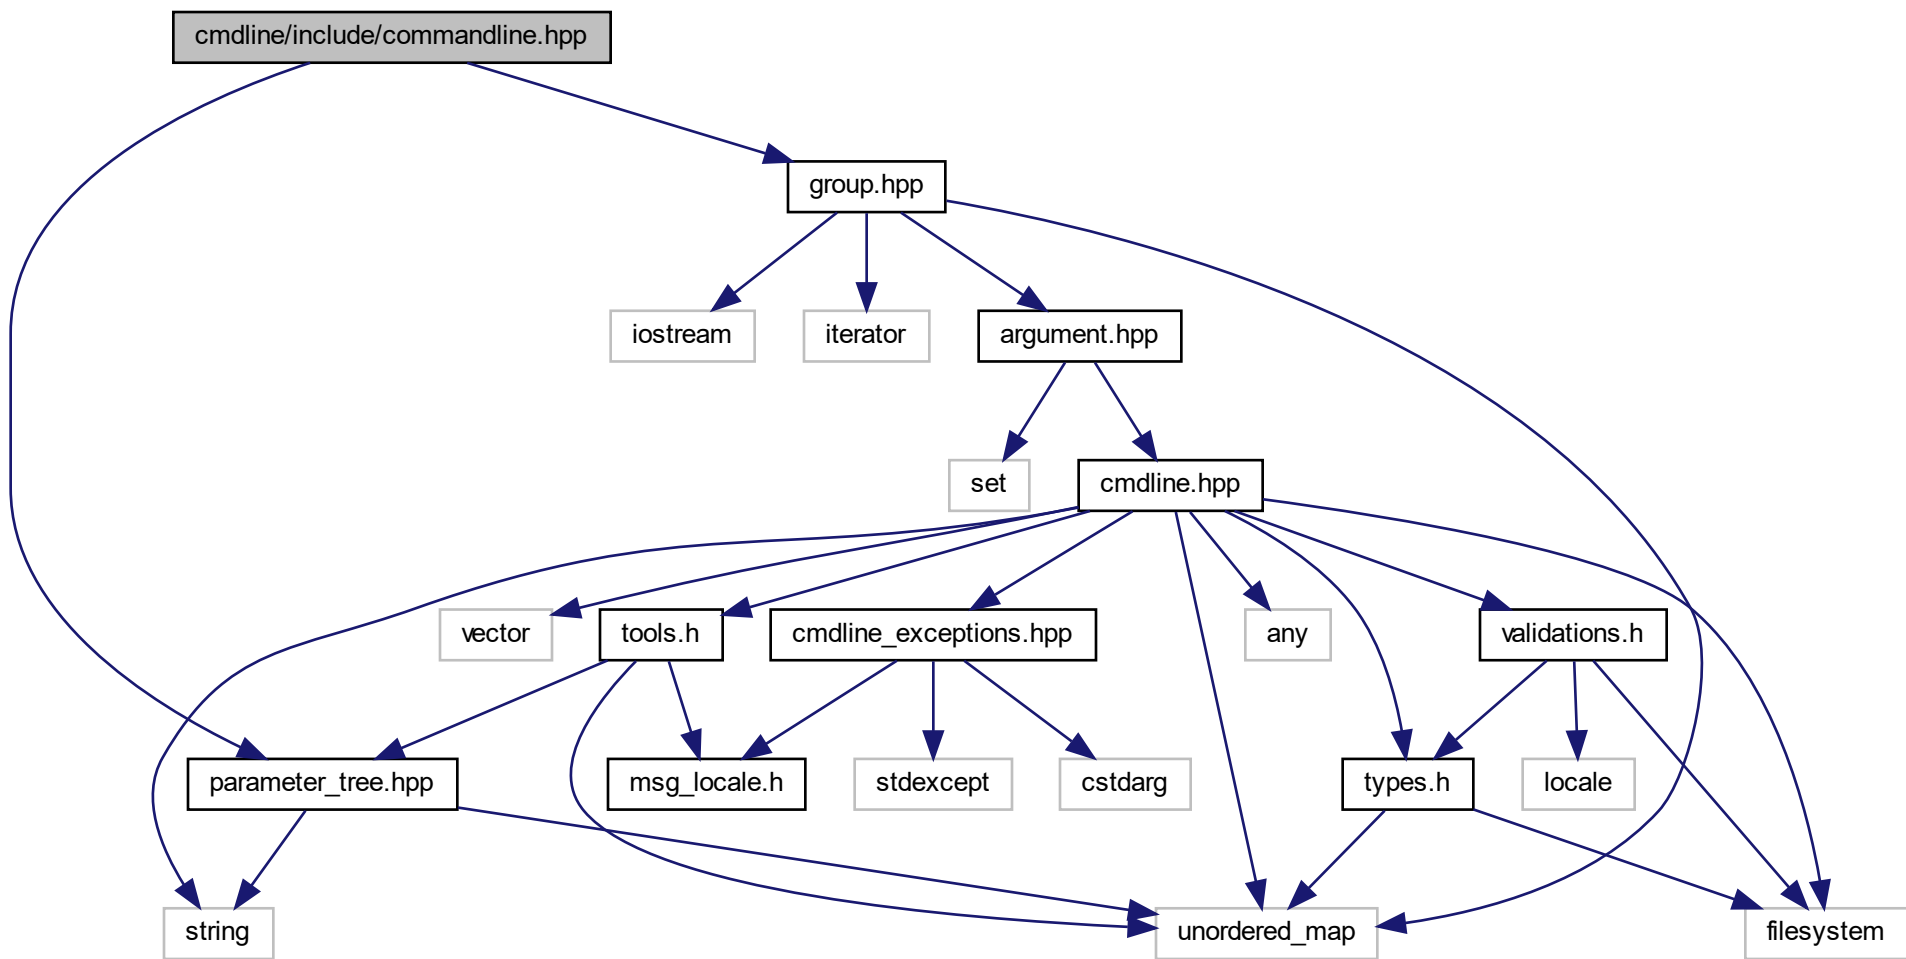 cmdline/include/commandline.hpp
group.hpp
iostream
iterator
argument.hpp
set
cmdline.hpp
vector
tools.h
cmdline_exceptions.hpp
any
validations.h
parameter_tree.hpp
msg_locale.h
stdexcept
cstdarg
types.h
locale
string
unordered_map
filesystem